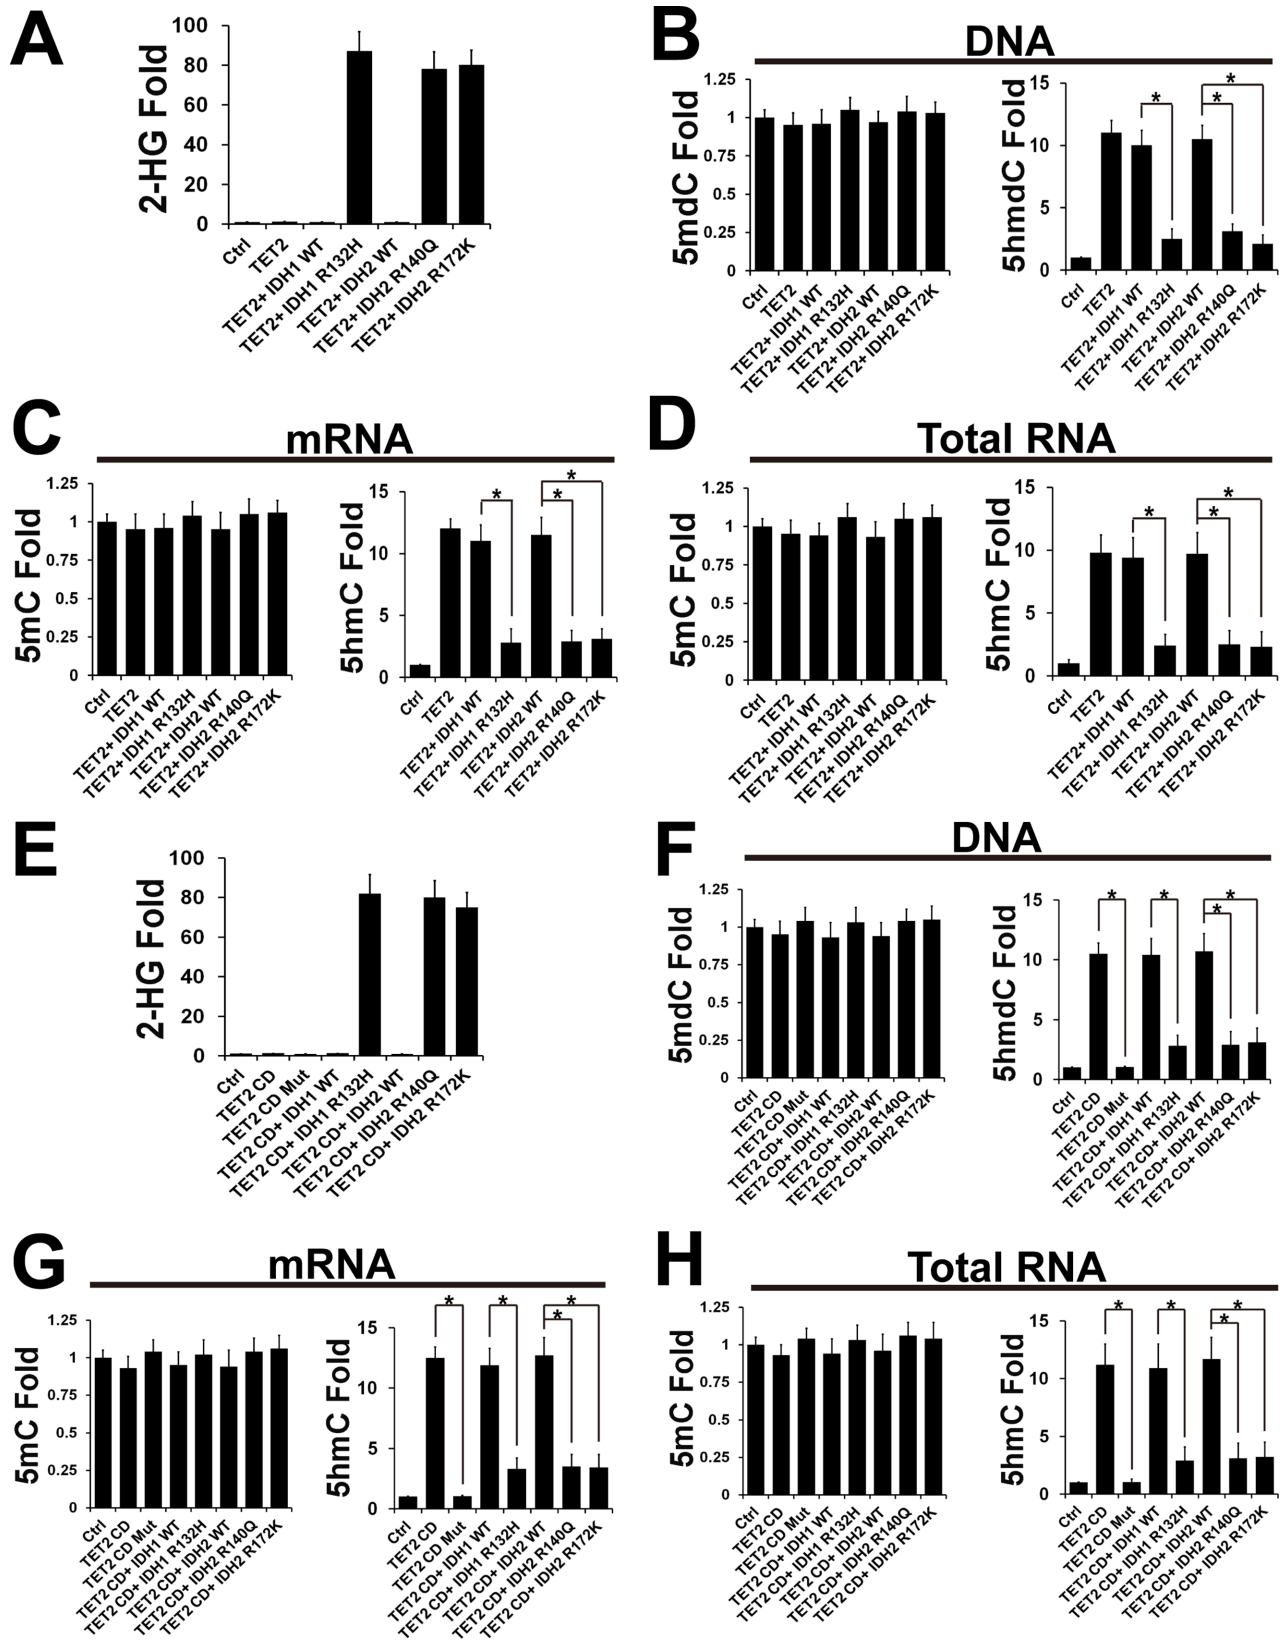 A
2-HG Fold
100
80
60
40
20
0
Ctrl
TET2
TET2+ IDH1 WT
TET2+ IDH1 R132H
TET2+ IDH2 WT
TET2+ IDH2 R140Q
TET2+ IDH2 R172K
B
DNA
5mdC Fold
1.25
1
0.75
0.5
0.25
0
Ctrl
TET2
TET2+ IDH1 WT
TET2+ IDH1 R132H
TET2+ IDH2 WT
TET2+ IDH2 R140Q
TET2+ IDH2 R172K
5hmdC Fold
15
10
5
0
* * *
Ctrl
TET2
TET2+ IDH1 WT
TET2+ IDH1 R132H
TET2+ IDH2 WT
TET2+ IDH2 R140Q
TET2+ IDH2 R172K
C
mRNA
5mC Fold
1.25
1
0.75
0.5
0.25
0
Ctrl
TET2
TET2+ IDH1 WT
TET2+ IDH1 R132H
TET2+ IDH2 WT
TET2+ IDH2 R140Q
TET2+ IDH2 R172K
5hmC Fold
15
10
5
0
* * *
Ctrl
TET2
TET2+ IDH1 WT
TET2+ IDH1 R132H
TET2+ IDH2 WT
TET2+ IDH2 R140Q
TET2+ IDH2 R172K
D
Total RNA
5mC Fold
1.25
1
0.75
0.5
0.25
0
Ctrl
TET2
TET2+ IDH1 WT
TET2+ IDH1 R132H
TET2+ IDH2 WT
TET2+ IDH2 R140Q
TET2+ IDH2 R172K
5hmC Fold
15
10
5
0
* * *
Ctrl
TET2
TET2+ IDH1 WT
TET2+ IDH1 R132H
TET2+ IDH2 WT
TET2+ IDH2 R140Q
TET2+ IDH2 R172K
E
2-HG Fold
100
80
60
40
20
0
Ctrl
TET2 CD
TET2 CD Mut
TET2 CD+ IDH1 WT
TET2 CD+ IDH1 R132H
TET2 CD+ IDH2 WT
TET2 CD+ IDH2 R140Q
TET2 CD+ IDH2 R172K
F
DNA
5mdC Fold
1.25
1
0.75
0.5
0.25
0
Ctrl
TET2 CD
TET2 CD Mut
TET2 CD+ IDH1 WT
TET2 CD+ IDH1 R132H
TET2 CD+ IDH2 WT
TET2 CD+ IDH2 R140Q
TET2 CD+ IDH2 R172K
5hmdC Fold
15
10
5
0
* * * *
Ctrl
TET2 CD
TET2 CD Mut
TET2 CD+ IDH1 WT
TET2 CD+ IDH1 R132H
TET2 CD+ IDH2 WT
TET2 CD+ IDH2 R140Q
TET2 CD+ IDH2 R172K
G
mRNA
5mC Fold
1.25
1
0.75
0.5
0.25
0
Ctrl
TET2 CD
TET2 CD Mut
TET2 CD+ IDH1 WT
TET2 CD+ IDH1 R132H
TET2 CD+ IDH2 WT
TET2 CD+ IDH2 R140Q
TET2 CD+ IDH2 R172K
5hmC Fold
15
10
5
0
* * * *
Ctrl
TET2 CD
TET2 CD Mut
TET2 CD+ IDH1 WT
TET2 CD+ IDH1 R132H
TET2 CD+ IDH2 WT
TET2 CD+ IDH2 R140Q
TET2 CD+ IDH2 R172K
H
Total RNA
5mC Fold
1.25
1
0.75
0.5
0.25
0
Ctrl
TET2 CD
TET2 CD Mut
TET2 CD+ IDH1 WT
TET2 CD+ IDH1 R132H
TET2 CD+ IDH2 WT
TET2 CD+ IDH2 R140Q
TET2 CD+ IDH2 R172K
5hmC Fold
15
10
5
0
* * * *
Ctrl
TET2 CD
TET2 CD Mut
TET2 CD+ IDH1 WT
TET2 CD+ IDH1 R132H
TET2 CD+ IDH2 WT
TET2 CD+ IDH2 R140Q
TET2 CD+ IDH2 R172K